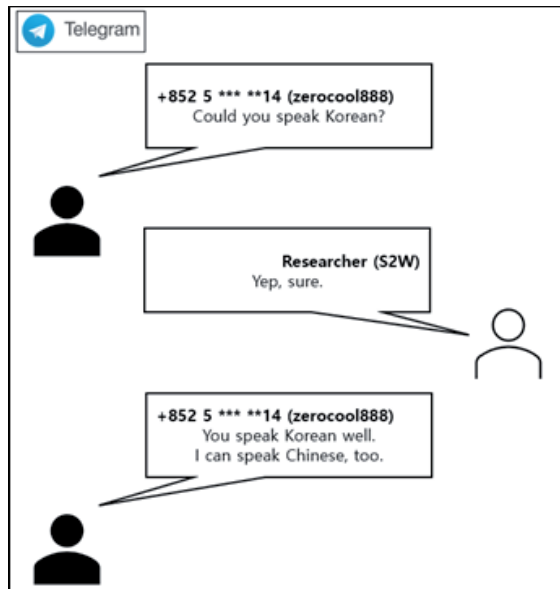 Telegram
+852 5 *** **14 (zerocool888)
Could you speak Korean?
Researcher (S2W)
Yep, sure.
+852 5 *** **14 (zerocool888)
You speak Korean well.
I can speak Chinese, too.